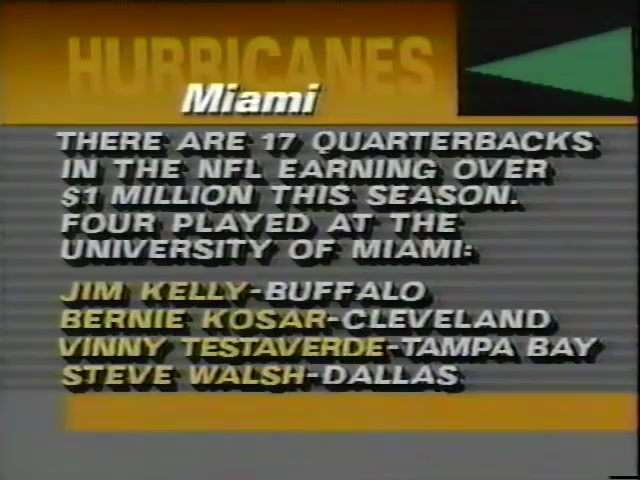 HURRICANES
Miami
THERE ARE 17 QUARTERBACKS
IN THE NFL EARNING OVER
$1 MILLION THIS SEASON.
FOUR PLAYED AT THE
UNIVERSITY OF MIAMI:
JIM KELLY-BUFFALO
BERNIE KOSAR-CLEVELAND
VINNY TESTAVERDE-TAMPA BAY
STEVE WALSH-DALLAS